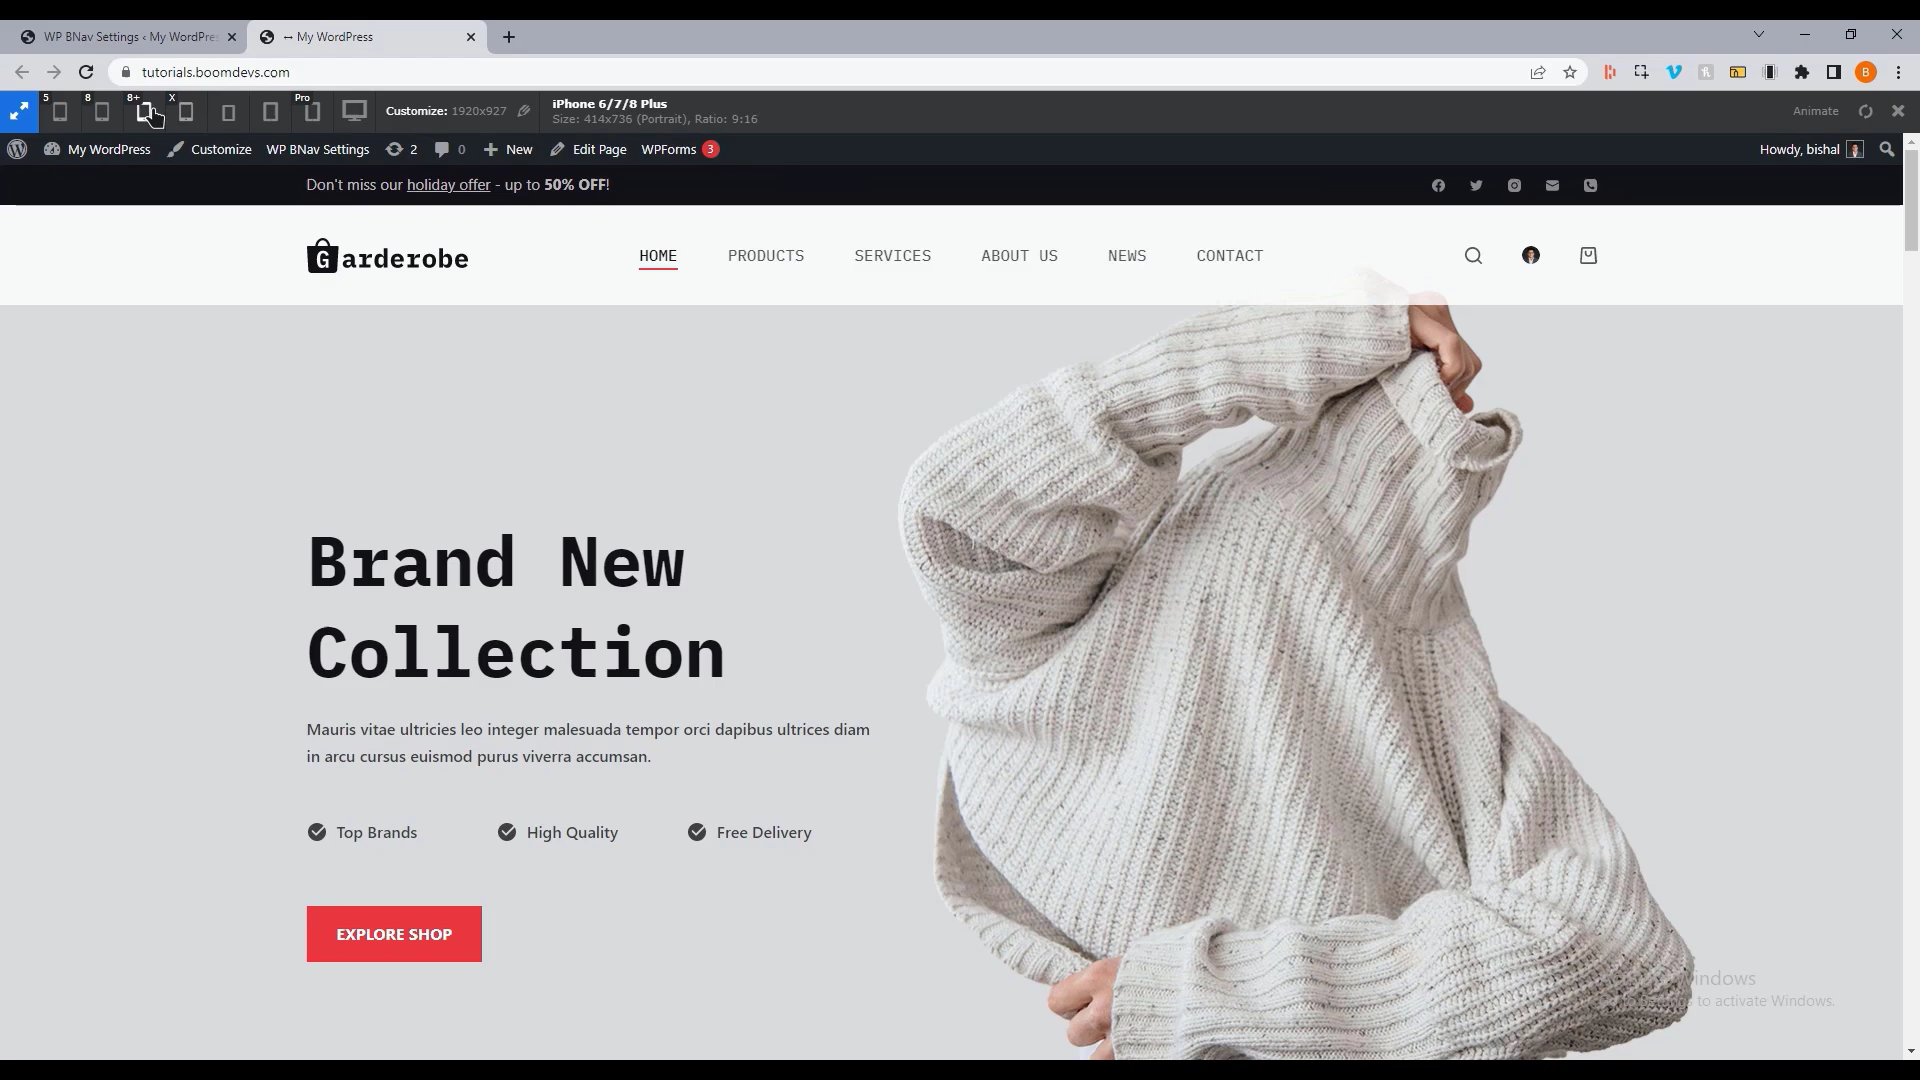 WP BNav Settings ‹ My WordPre
↔ My WordPress
tutorials.boomdevs.com
5
8
8+
X
Pro
Customize: 1920x927
iPhone 6/7/8 Plus
Size: 414x736 (Portrait), Ratio: 9:16
Animate
My WordPress
Customize
WP BNav Settings
2
0
New
Edit Page
WPForms 3
Howdy, bishal
Don't miss our holiday offer - up to 50% OFF!
Garderobe
HOME
PRODUCTS
SERVICES
ABOUT US
NEWS
CONTACT
Brand New
Collection
Mauris vitae ultricies leo integer malesuada tempor orci dapibus ultrices diam
in arcu cursus euismod purus viverra accumsan.
Top Brands
High Quality
Free Delivery
EXPLORE SHOP
to activate Windows.